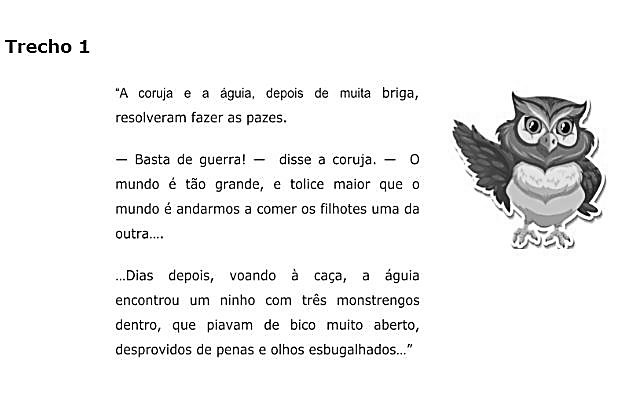 Trecho 1
"A coruja e a águia, depois de muita briga,
resolveram fazer as pazes.
— Basta de guerra! — disse a coruja. — O
mundo é tão grande, e tolice maior que o
mundo é andarmos a comer os filhotes uma da
outra....
...Dias depois, voando à caça, a águia
encontrou um ninho com três monstrengos
dentro, que piavam de bico muito aberto,
desprovidos de penas e olhos esbugalhados..."